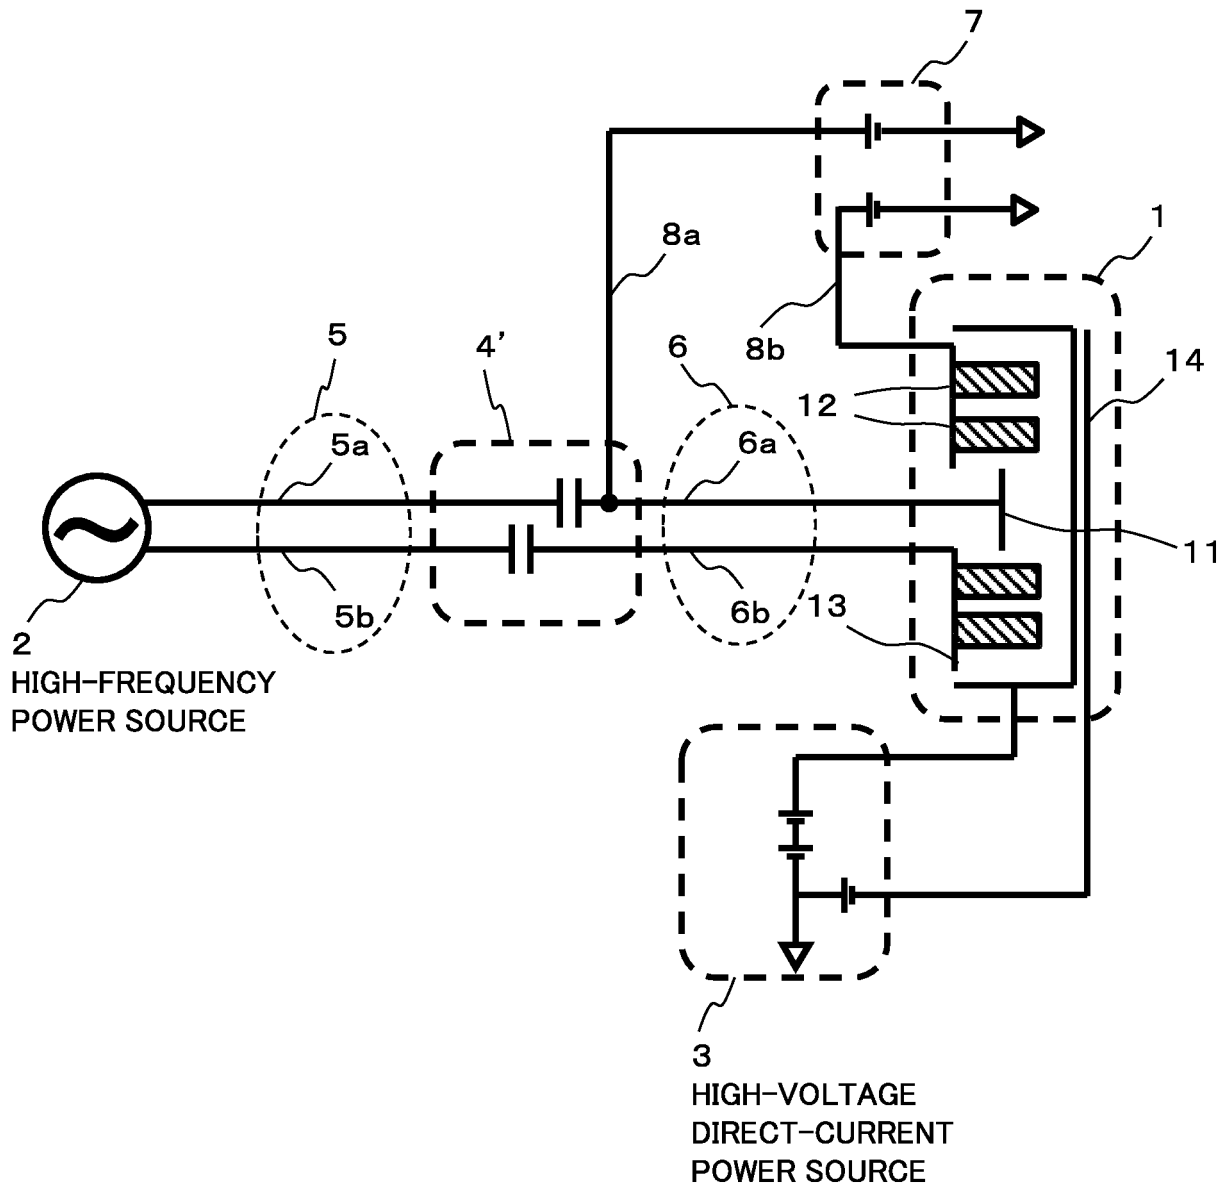 7
1
8a
8b
5
4’
6
14
12
5a
6a
11
5b
6b
13
2
HIGH-FREQUENCY
POWER SOURCE
3
HIGH-VOLTAGE
DIRECT-CURRENT
POWER SOURCE